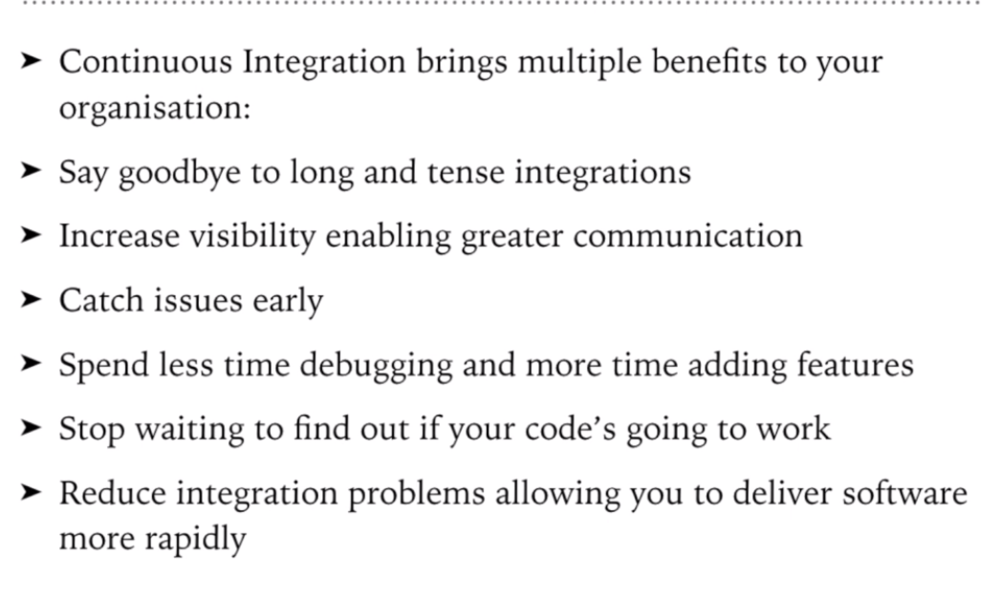 ➤ Continuous Integration brings multiple benefits to your
organisation:
➤ Say goodbye to long and tense integrations
➤ Increase visibility enabling greater communication
➤ Catch issues early
➤ Spend less time debugging and more time adding features
➤ Stop waiting to find out if your code’s going to work
➤ Reduce integration problems allowing you to deliver software
more rapidly